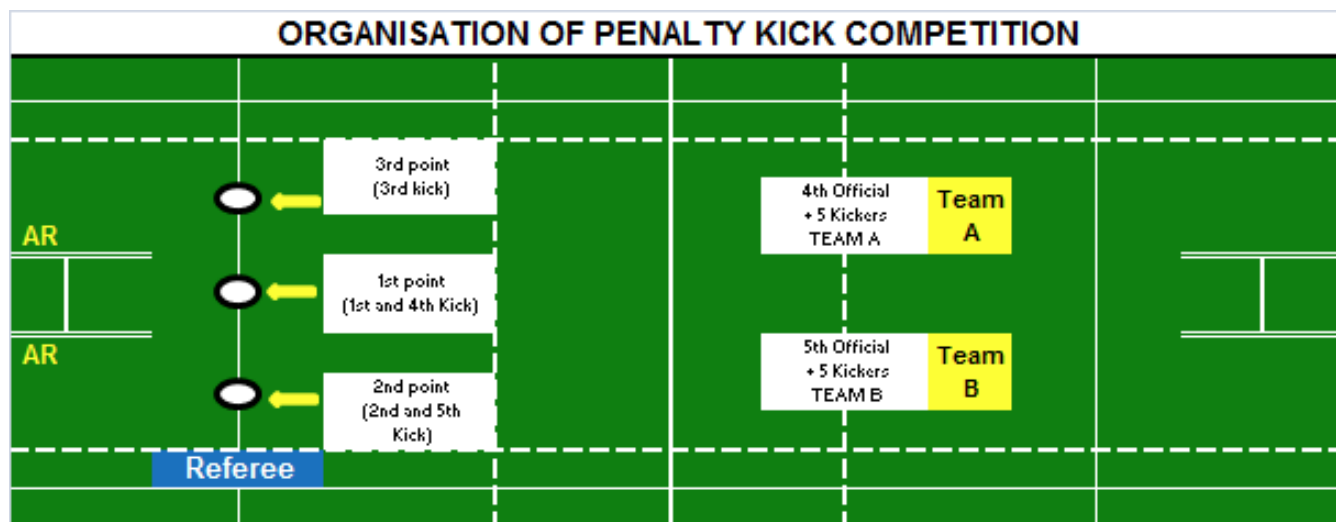 ORGANISATION OF PENALTY KICK COMPETITION
3rd point
(3rd kick)
4th Official
+ 5 Kickers
TEAM A
Team
A
AR
1st point
(1st and 4th Kick)
AR
5th Official
+ 5 Kickers
TEAM B
Team
B
2nd point
(2nd and 5th
Kick)
Referee